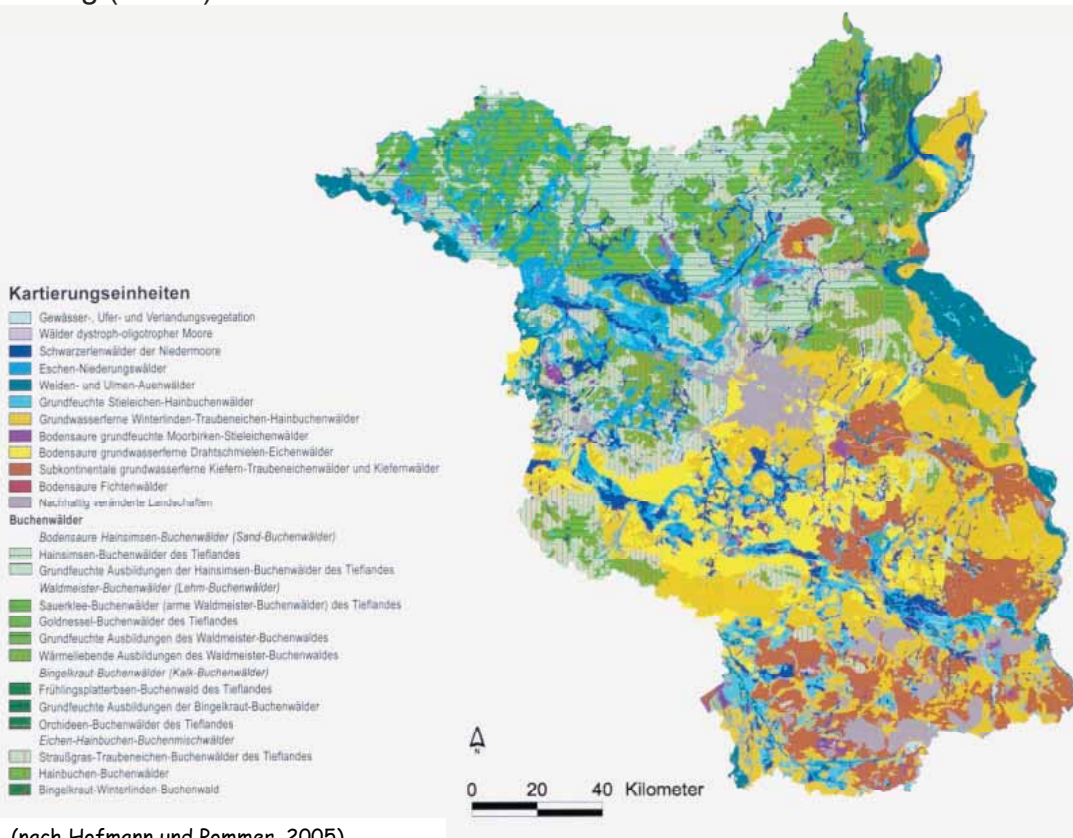 Kartierungseinheiten
Gewässer-, Ufer- und Verlandungsvegetation
Wälder dystroph-oligotropher Moore
Schwarzerlenwälder der Niedermoore
Eschen-Niederungswälder
Weiden- und Ulmen-Auenwälder
Grundfeuchte Stieleichen-Hainbuchenwälder
Grundwasserferne Winterlinden-Traubeneichen-Hainbuchenwälder
Bodensaure grundfeuchte Moorbirken-Stieleichenwälder
Bodensaure grundwasserferne Drahtschmielen-Eichenwälder
Subkontinentale grundwasserferne Kiefern-Traubeneichenwälder und Kiefernwälder
Bodensaure Fichtenwälder
Nachhaltig veränderte Landschaften
Buchenwälder
Bodensaure Hainsimsen-Buchenwälder (Sand-Buchenwälder)
Hainsimsen-Buchenwälder des Tieflandes
Grundfeuchte Ausbildungen der Hainsimsen-Buchenwälder des Tieflandes
Waldmeister-Buchenwälder (Lehm-Buchenwälder)
Sauerklee-Buchenwälder (arme Waldmeister-Buchenwälder) des Tieflandes
Goldnessel-Buchenwälder des Tieflandes
Grundfeuchte Ausbildungen des Waldmeister-Buchenwaldes
Wärmeliebende Ausbildungen des Waldmeister-Buchenwaldes
Bingelkraut-Buchenwälder (Kalk-Buchenwälder)
Frühlingsplatterbsen-Buchenwald des Tieflandes
Grundfeuchte Ausbildungen der Bingelkraut-Buchenwälder
Orchideen-Buchenwälder des Tieflandes
Eichen-Hainbuchen-Buchenmischwälder
Straußgras-Traubeneichen-Buchenwälder des Tieflandes
Hainbuchen-Buchenwälder
Bingelkraut-Winterlinden-Buchenwald
N
0 20 40 Kilometer
(nach Hofmann und Pommer, 2005)